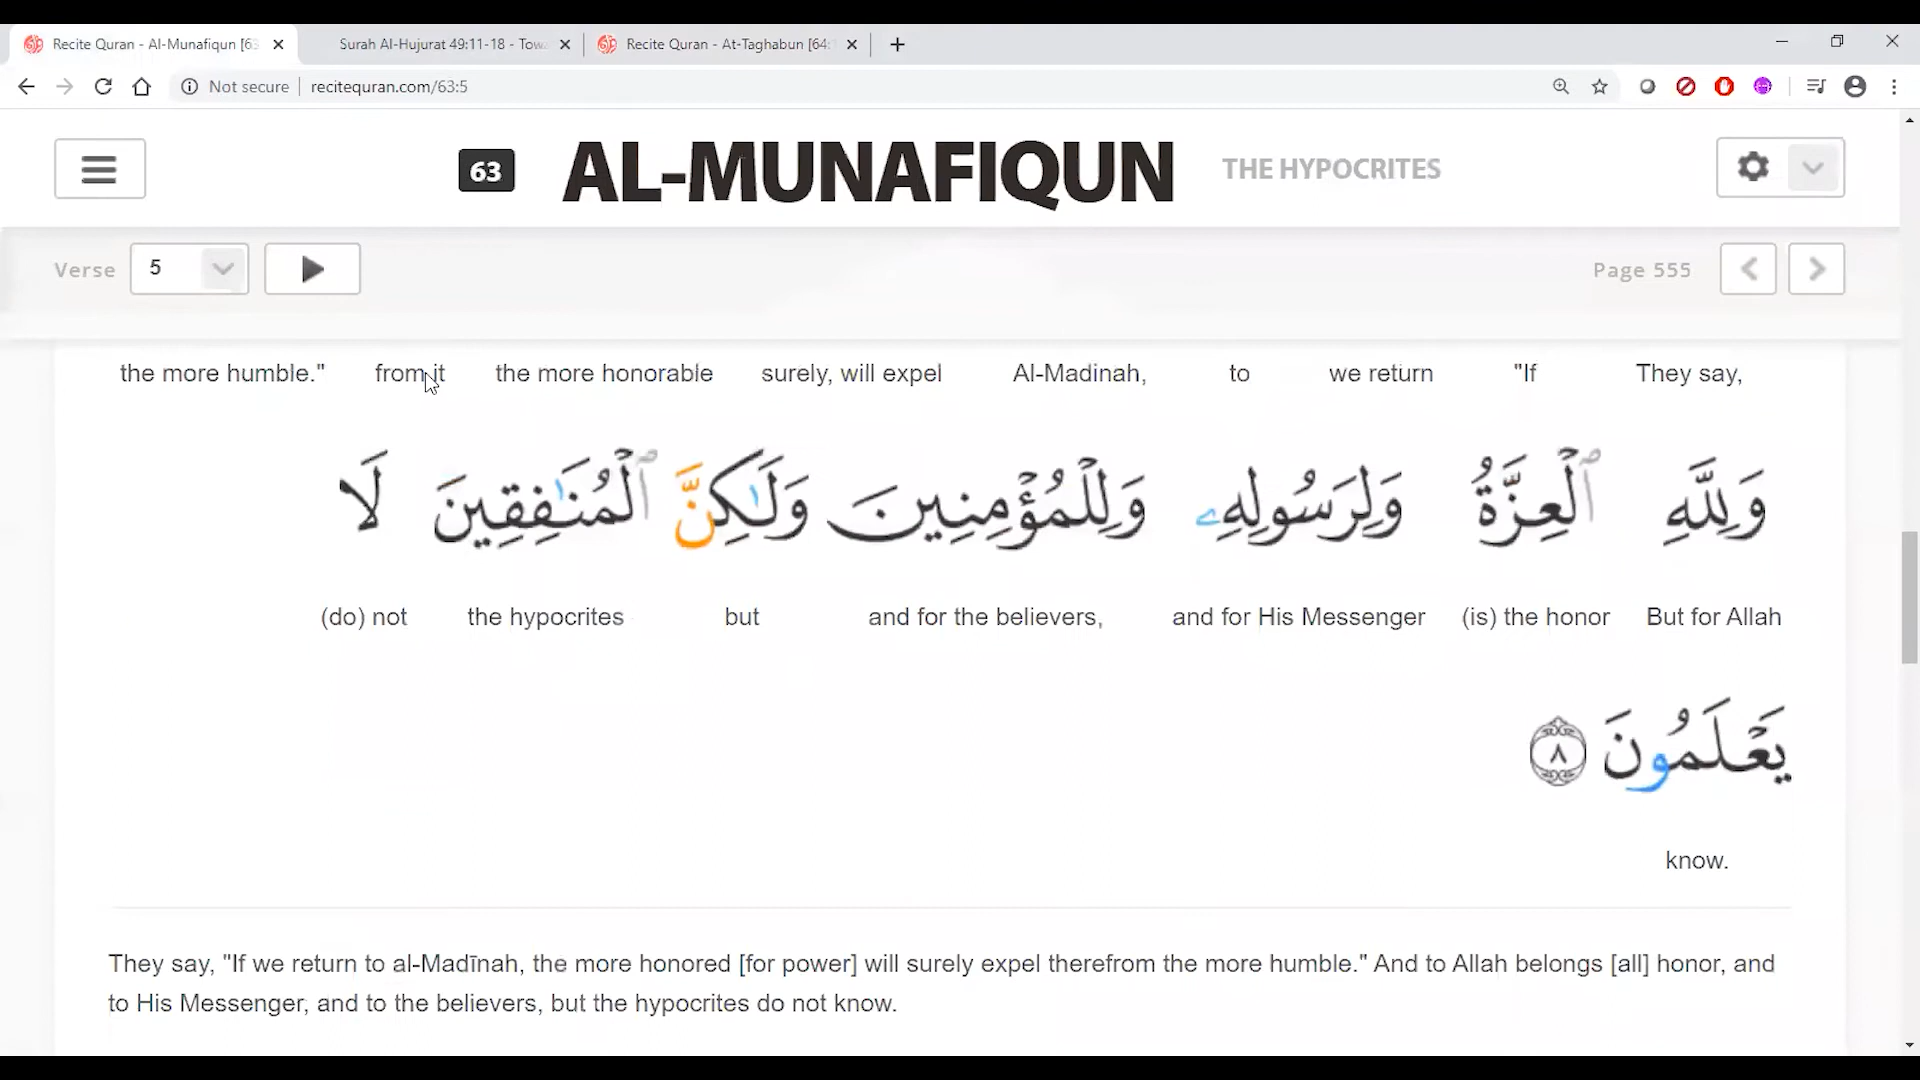 Recite Quran - Al-Munafiqun [63
Surah Al-Hujurat 49:11-18 - Towa
Recite Quran - At-Taghabun [64:
Not secure
recitequran.com/63:5
63
AL-MUNAFIQUN
THE HYPOCRITES
Verse
5
Page 555
the more humble." from it the more honorable surely, will expel Al-Madinah, to we return "If They say,
وَلِلَّهِ ٱلْعِزَّةُ وَلِرَسُولِهِۦ وَلِلْمُؤْمِنِينَ وَلَـٰكِنَّ ٱلْمُنَـٰفِقِينَ لَا
(do) not the hypocrites but and for the believers, and for His Messenger (is) the honor But for Allah
يَعْلَمُونَ ٨
know.
They say, "If we return to al-Madīnah, the more honored [for power] will surely expel therefrom the more humble." And to Allah belongs [all] honor, and
to His Messenger, and to the believers, but the hypocrites do not know.